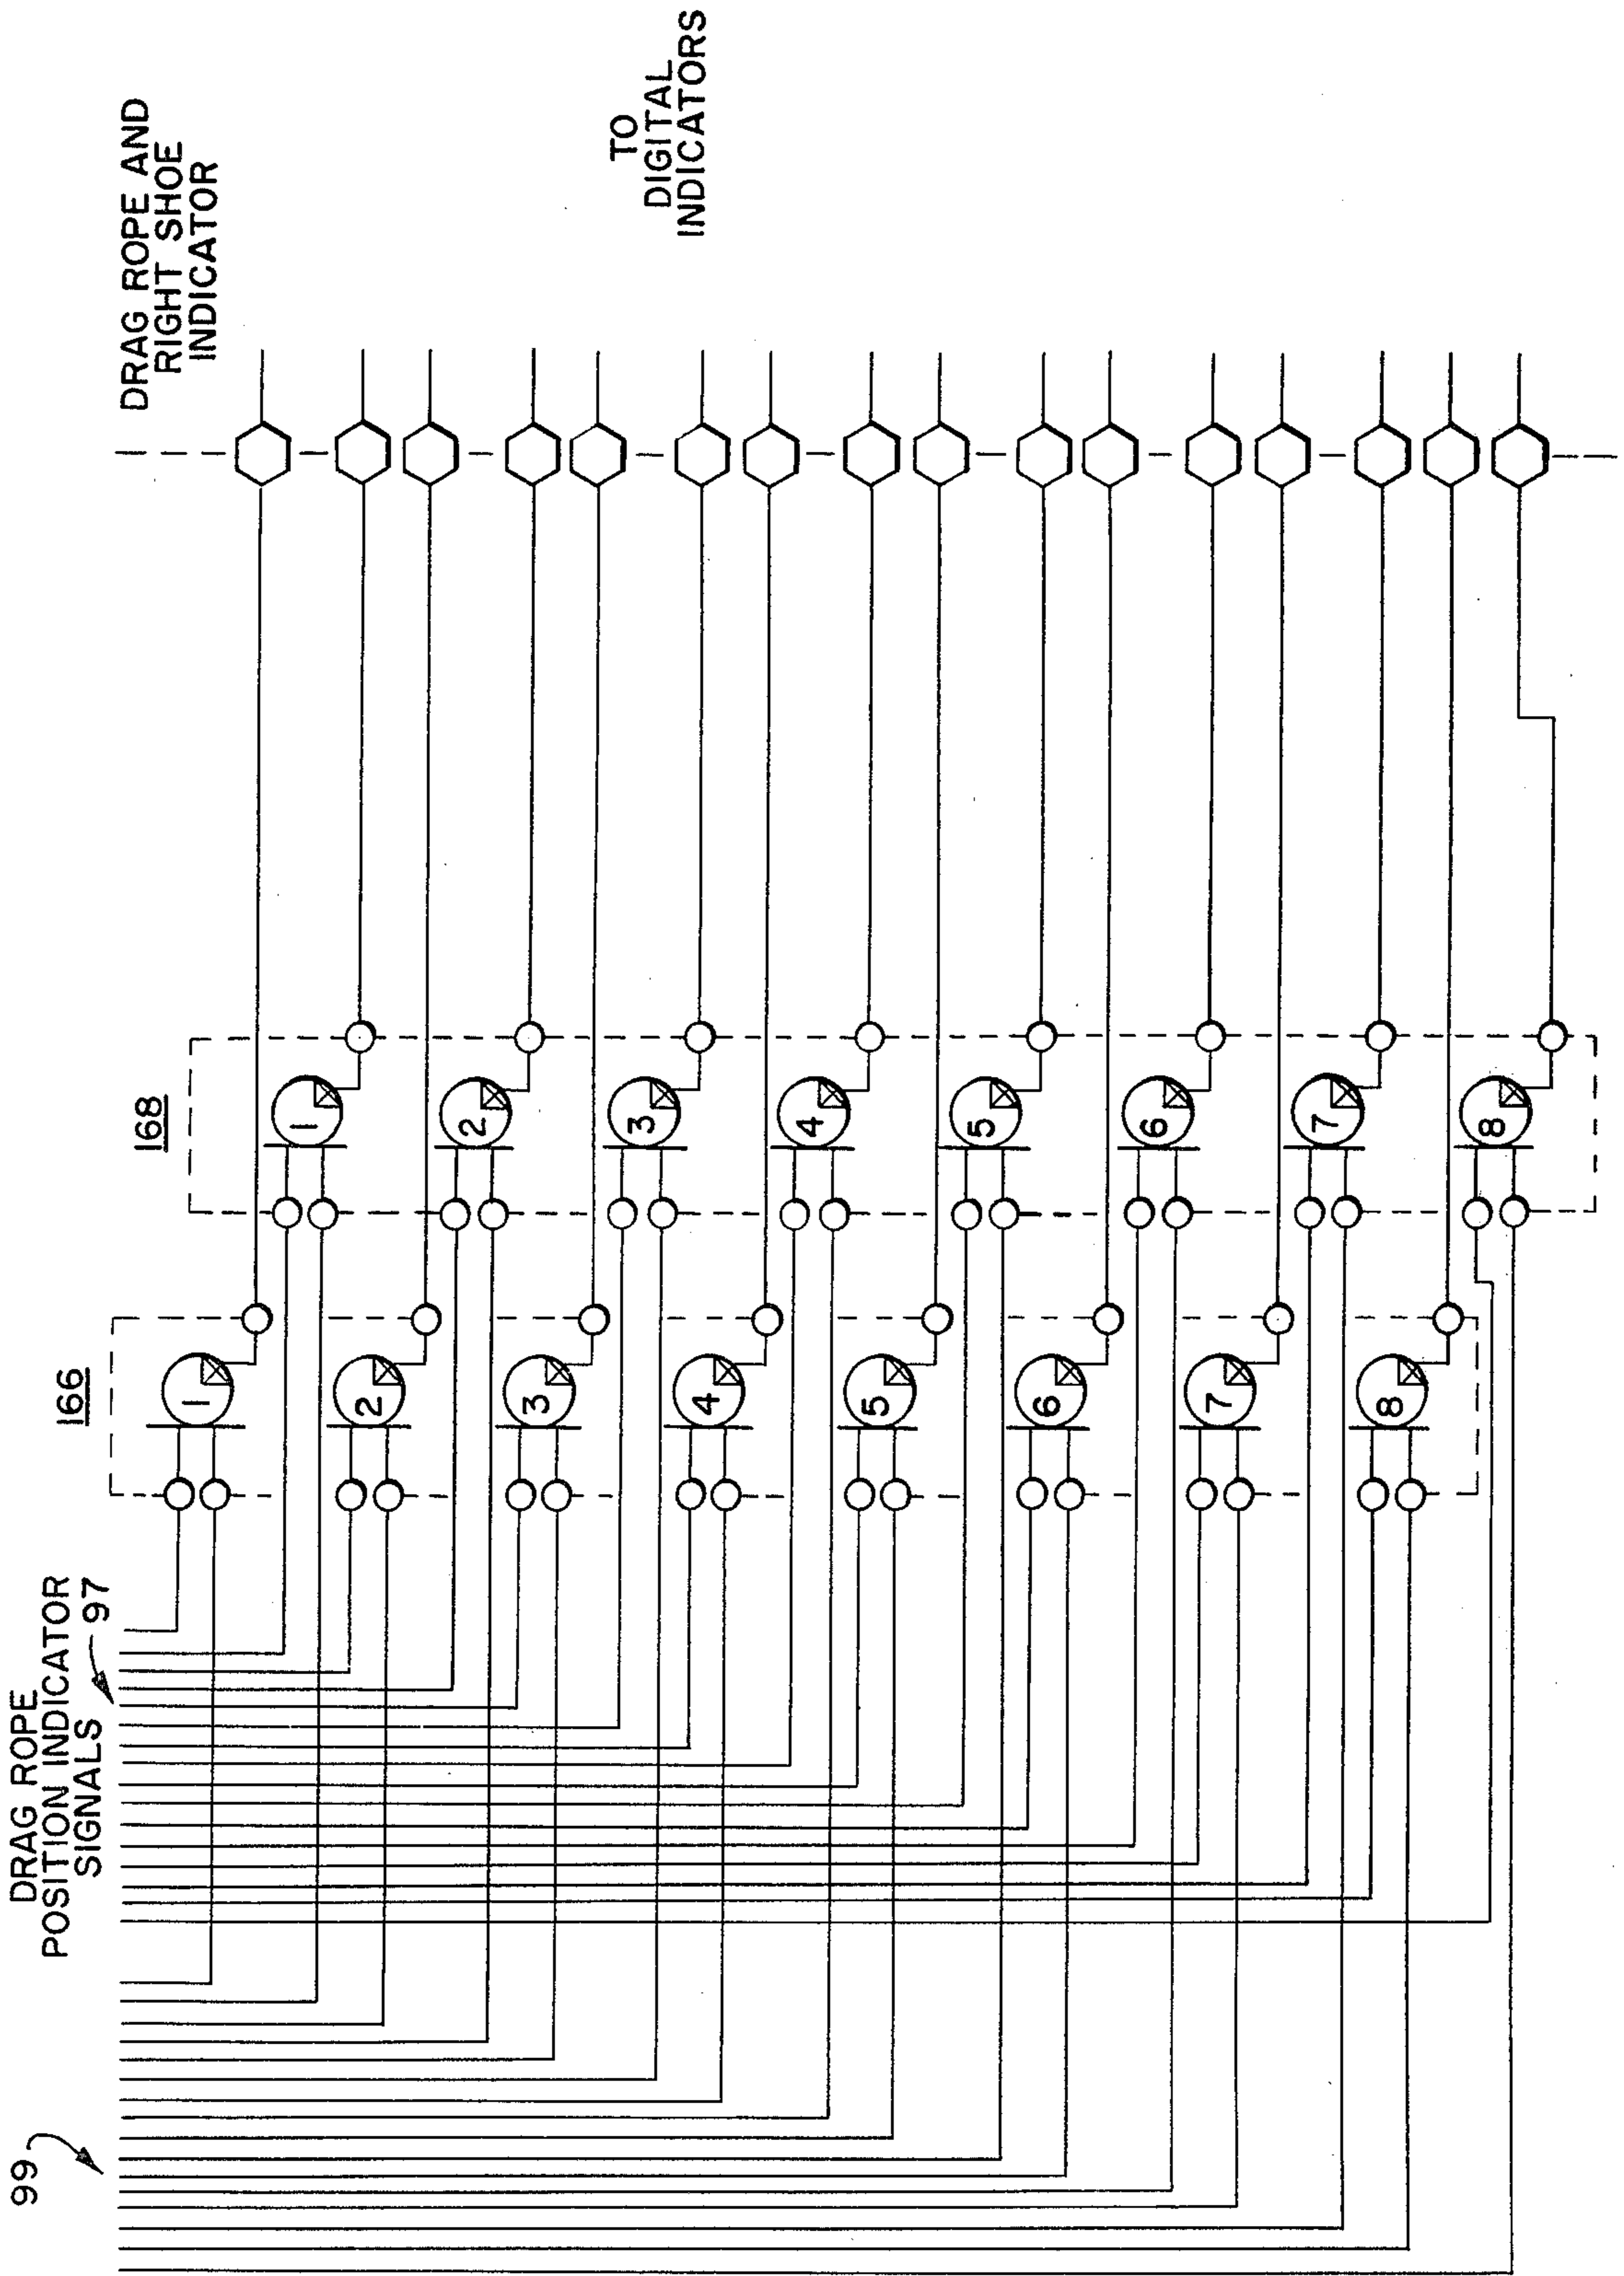 DRAG ROPE
POSITION INDICATOR
SIGNALS
97
99
166
1
2
3
4
5
6
7
8
168
1
2
3
4
5
6
7
8
DRAG ROPE AND
RIGHT SHOE
INDICATOR
TO
DIGITAL
INDICATORS